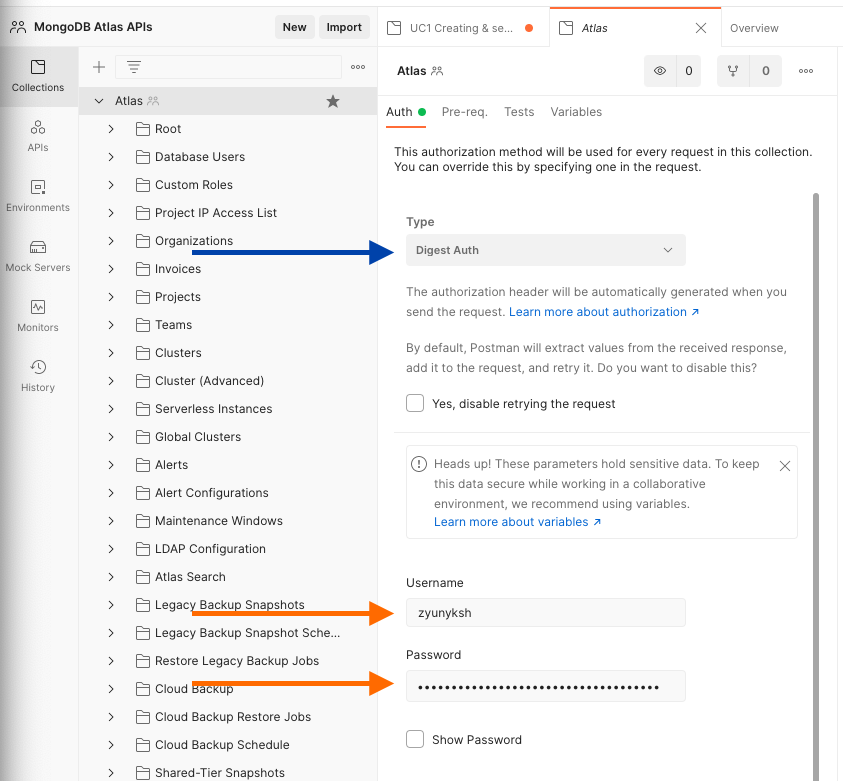 MongoDB Atlas APIs
New
Import
UC1 Creating & se...
Atlas
Overview
Collections
APIs
Environments
Mock Servers
Monitors
History
Atlas
Root
Database Users
Custom Roles
Project IP Access List
Organizations
Invoices
Projects
Teams
Clusters
Cluster (Advanced)
Serverless Instances
Global Clusters
Alerts
Alert Configurations
Maintenance Windows
LDAP Configuration
Atlas Search
Legacy Backup Snapshots
Legacy Backup Snapshot Sche...
Restore Legacy Backup Jobs
Cloud Backup
Cloud Backup Restore Jobs
Cloud Backup Schedule
Shared-Tier Snapshots
Atlas
0
0
Auth
Pre-req.
Tests
Variables
This authorization method will be used for every request in this collection.
You can override this by specifying one in the request.
Type
Digest Auth
The authorization header will be automatically generated when you
send the request. Learn more about authorization ↗
By default, Postman will extract values from the received response,
add it to the request, and retry it. Do you want to disable this?
Yes, disable retrying the request
Heads up! These parameters hold sensitive data. To keep
this data secure while working in a collaborative
environment, we recommend using variables.
Learn more about variables ↗
Username
zyunyksh
Password
••••••••••••••••••••••••••••••••••••
Show Password